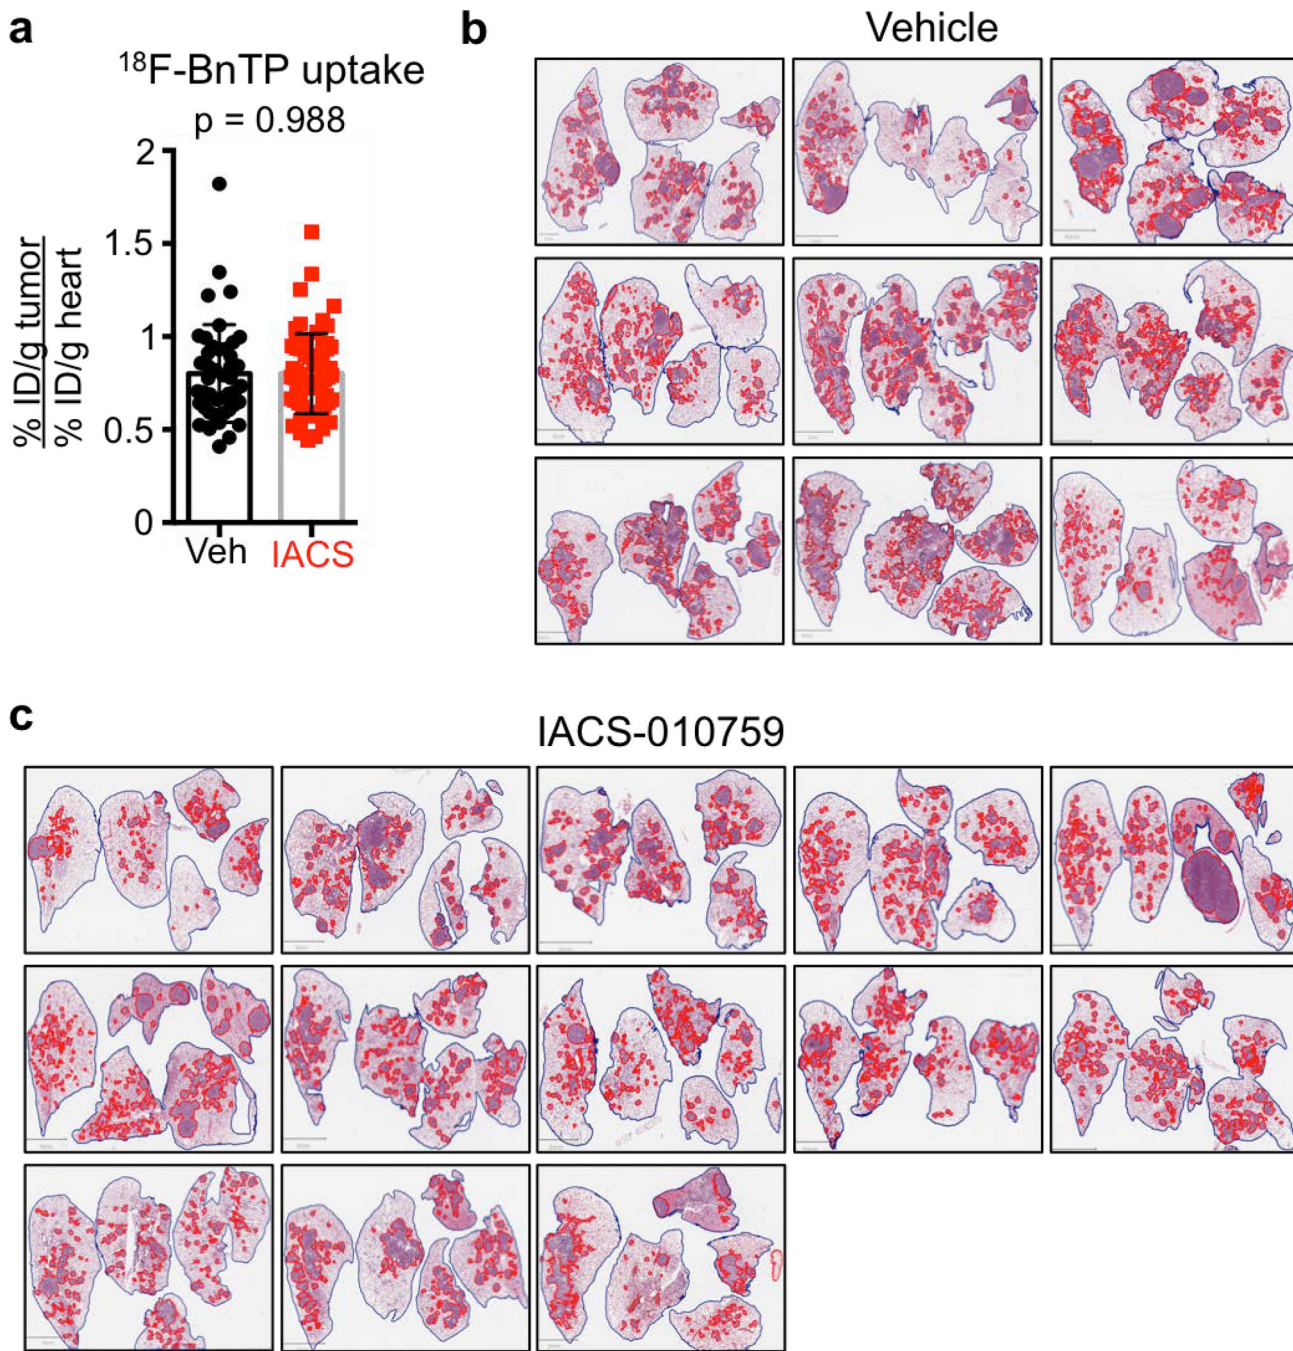 a
¹⁸F-BnTP uptake
p = 0.988
% ID/g tumor
% ID/g heart
2
1.5
1
0.5
0
Veh
IACS
b
Vehicle
c
IACS-010759